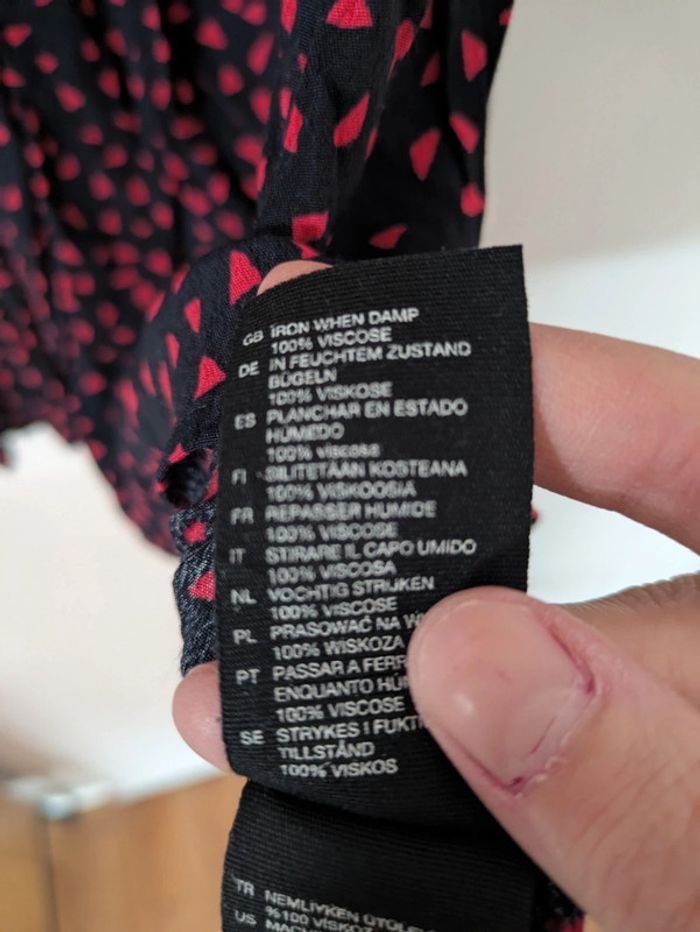 GB IRON WHEN DAMP
100% VISCOSE
DE IN FEUCHTEM ZUSTAND
BÜGELN
100% VISKOSE
ES PLANCHAR EN ESTADO
HÚMEDO
100% VISCOSA
FI SILITETÄÄN KOSTEANA
100% VISKOOSIA
FR REPASSER HUMIDE
100% VISCOSE
IT STIRARE IL CAPO UMIDO
100% VISCOSA
NL VOCHTIG STRIJKEN
100% VISCOSE
PL PRASOWAĆ NA
100% WISKOZA
PT PASSAR A
ENQUANTO
100% VISCOSE
SE STRYKES I
TILLSTÅND
100% VISKOS
TR NEMLIYKEN
%100 VISKOZ
US